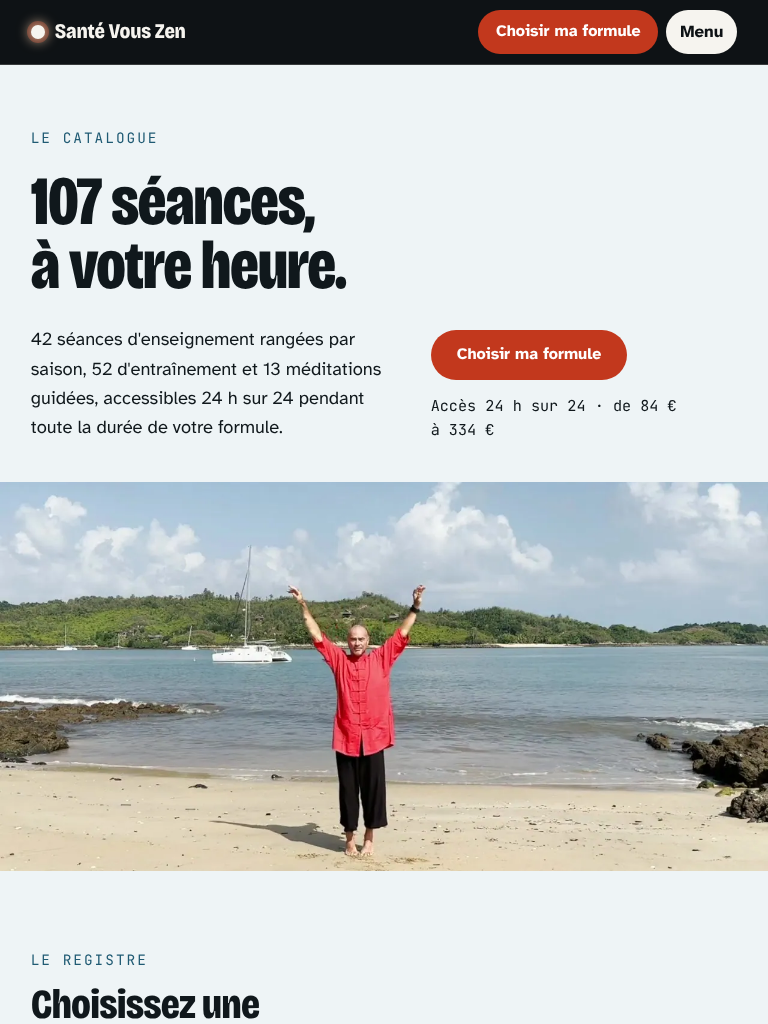 Santé Vous Zen
Choisir ma formule
Menu
LE CATALOGUE
107 séances,
à votre heure.
42 séances d'enseignement rangées par
saison, 52 d'entraînement et 13 méditations
guidées, accessibles 24 h sur 24 pendant
toute la durée de votre formule.
Choisir ma formule
Accès 24 h sur 24 · de 84 €
à 334 €
LE REGISTRE
Choisissez une